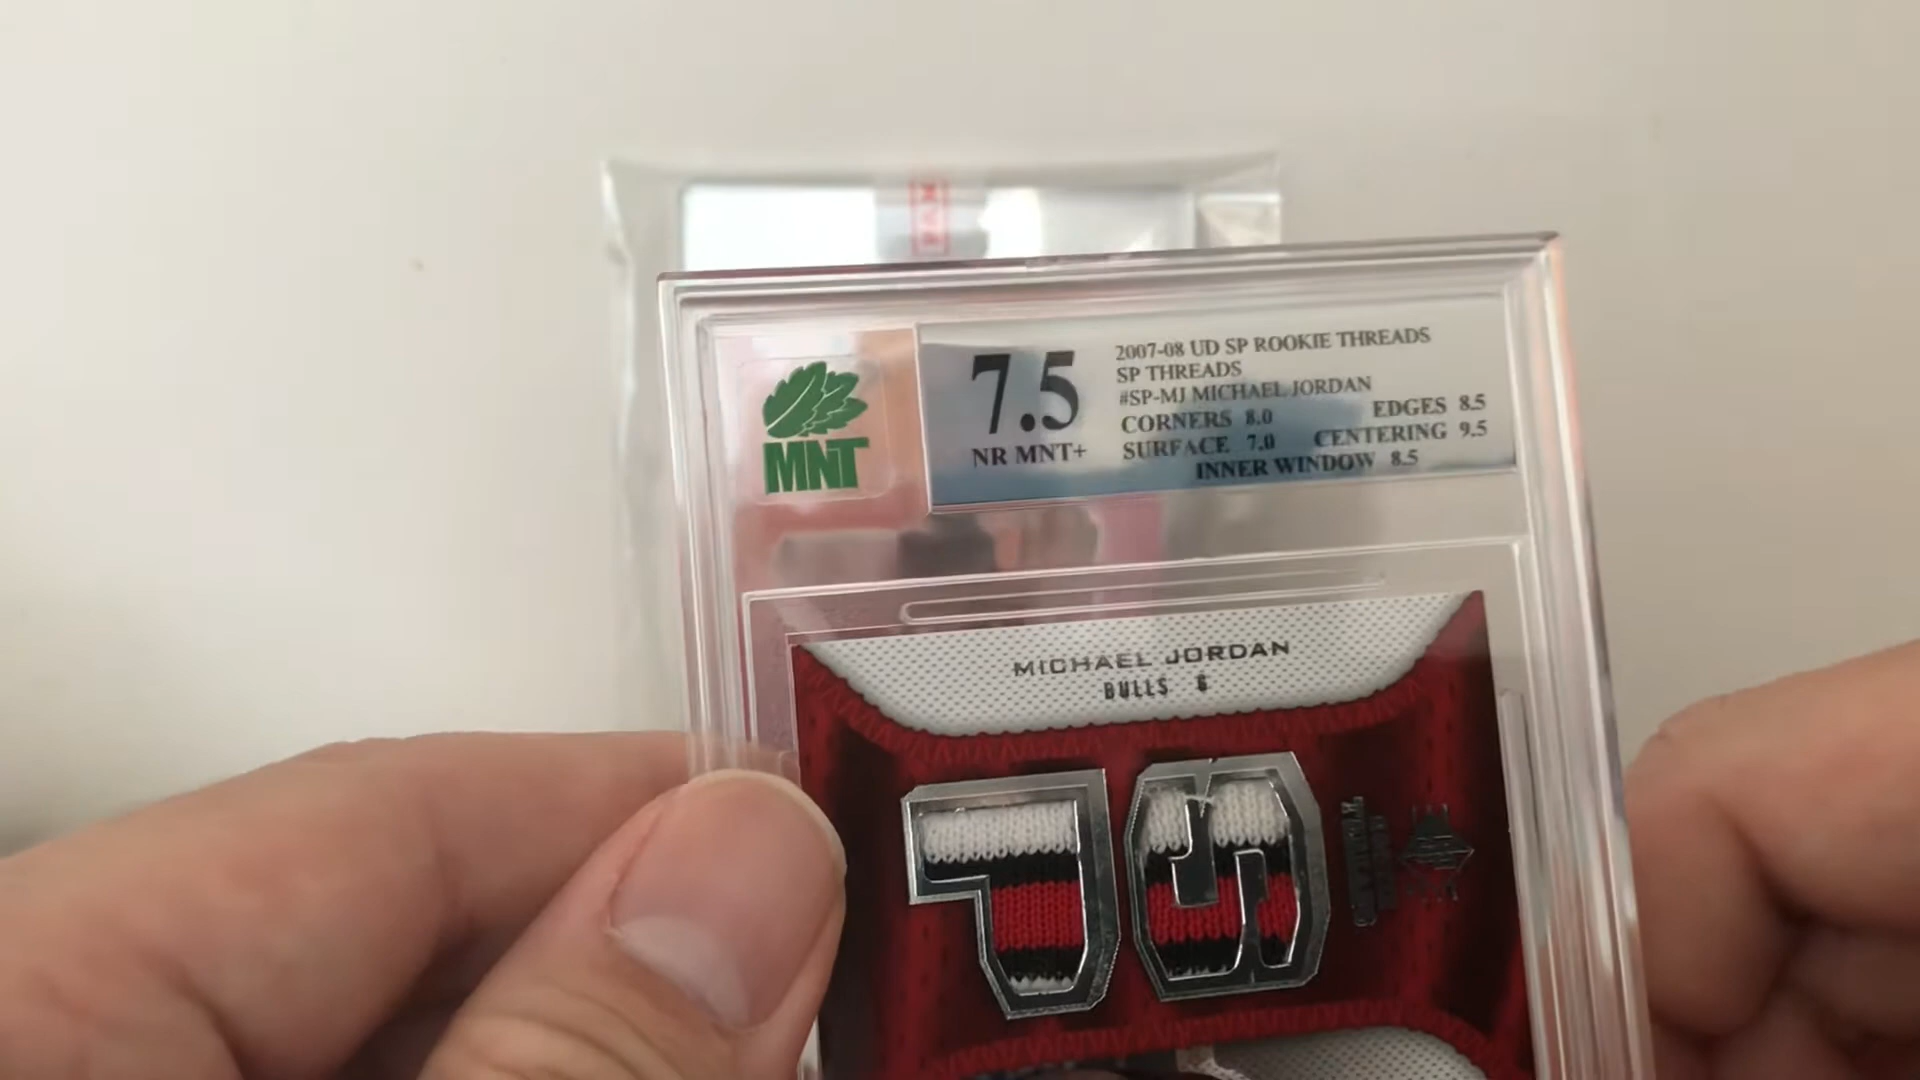 7.5
NR MNT+
2007-08 UD SP ROOKIE THREADS
SP THREADS
#SP-MJ MICHAEL JORDAN
CORNERS 8.0 EDGES 8.5
SURFACE 7.0 CENTERING 9.5
INNER WINDOW 8.5
MNT
MICHAEL JORDAN
BULLS G